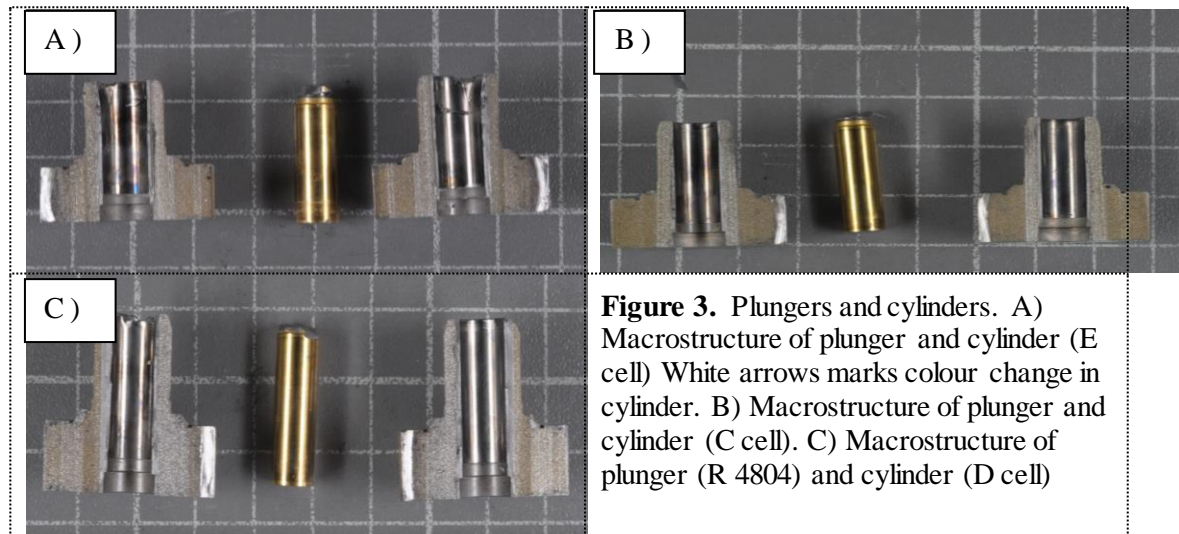 A )
B )
C )
Figure 3. Plungers and cylinders. A)
Macrostructure of plunger and cylinder (E
cell) White arrows marks colour change in
cylinder. B) Macrostructure of plunger and
cylinder (C cell). C) Macrostructure of
plunger (R 4804) and cylinder (D cell)